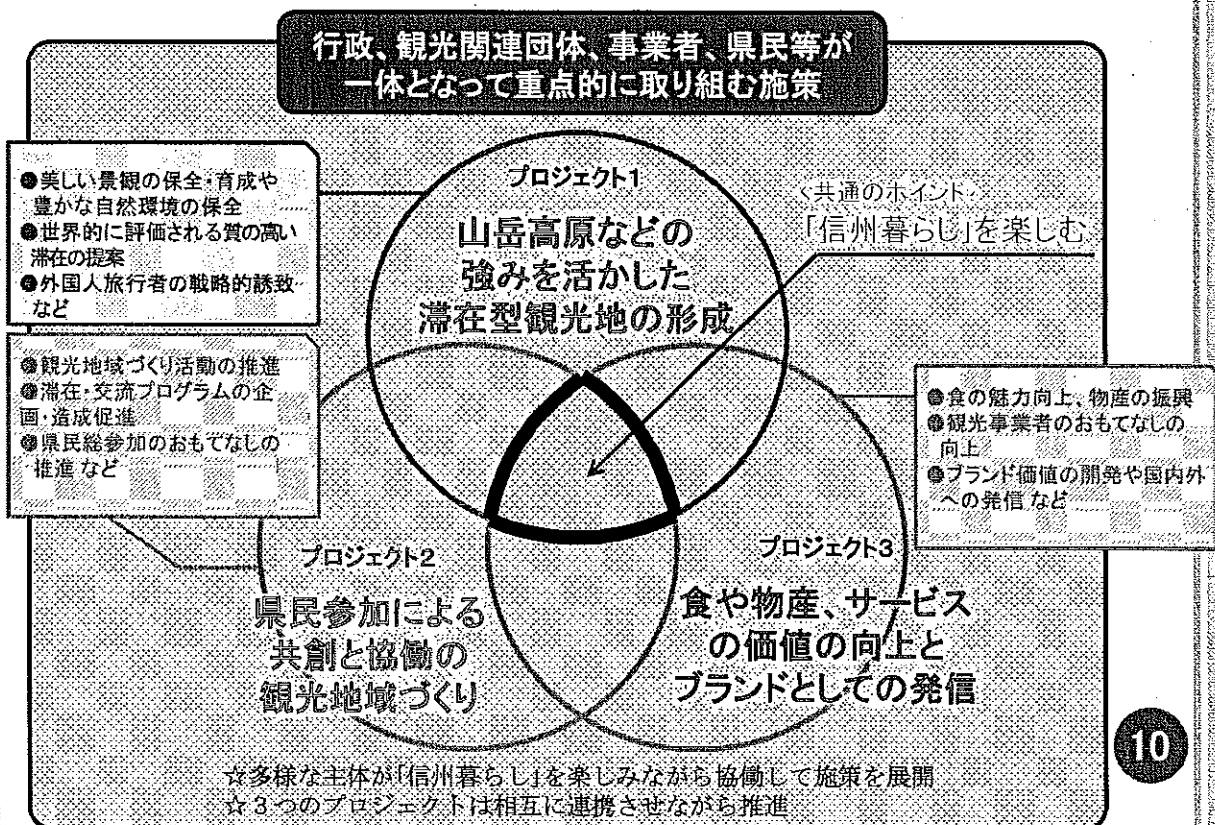 行政、観光関連団体、事業者、県民等が
一体となって重点的に取り組む施策
●美しい景観の保全・育成や
豊かな自然環境の保全
●世界的に評価される質の高い
滞在の提案
●外国人旅行者の戦略的誘致
など
プロジェクト1
山岳高原などの
強みを活かした
滞在型観光地の形成
<共通のポイント>
「信州暮らし」を楽しむ
●観光地域づくり活動の推進
●滞在・交流プログラムの企
画・造成促進
●県民総参加のおもてなしの
推進 など
●食の魅力向上、物産の振興
●観光事業者のおもてなしの
向上
●ブランド価値の開発や国内外
への発信 など
プロジェクト2
県民参加による
共創と協働の
観光地域づくり
プロジェクト3
食や物産、サービス
の価値の向上と
ブランドとしての発信
☆多様な主体が「信州暮らし」を楽しみながら協働して施策を展開
☆3つのプロジェクトは相互に連携させながら推進
10